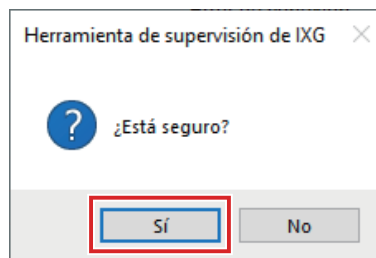 Herramienta de supervisión de IXG
¿Está seguro?
Sí
No